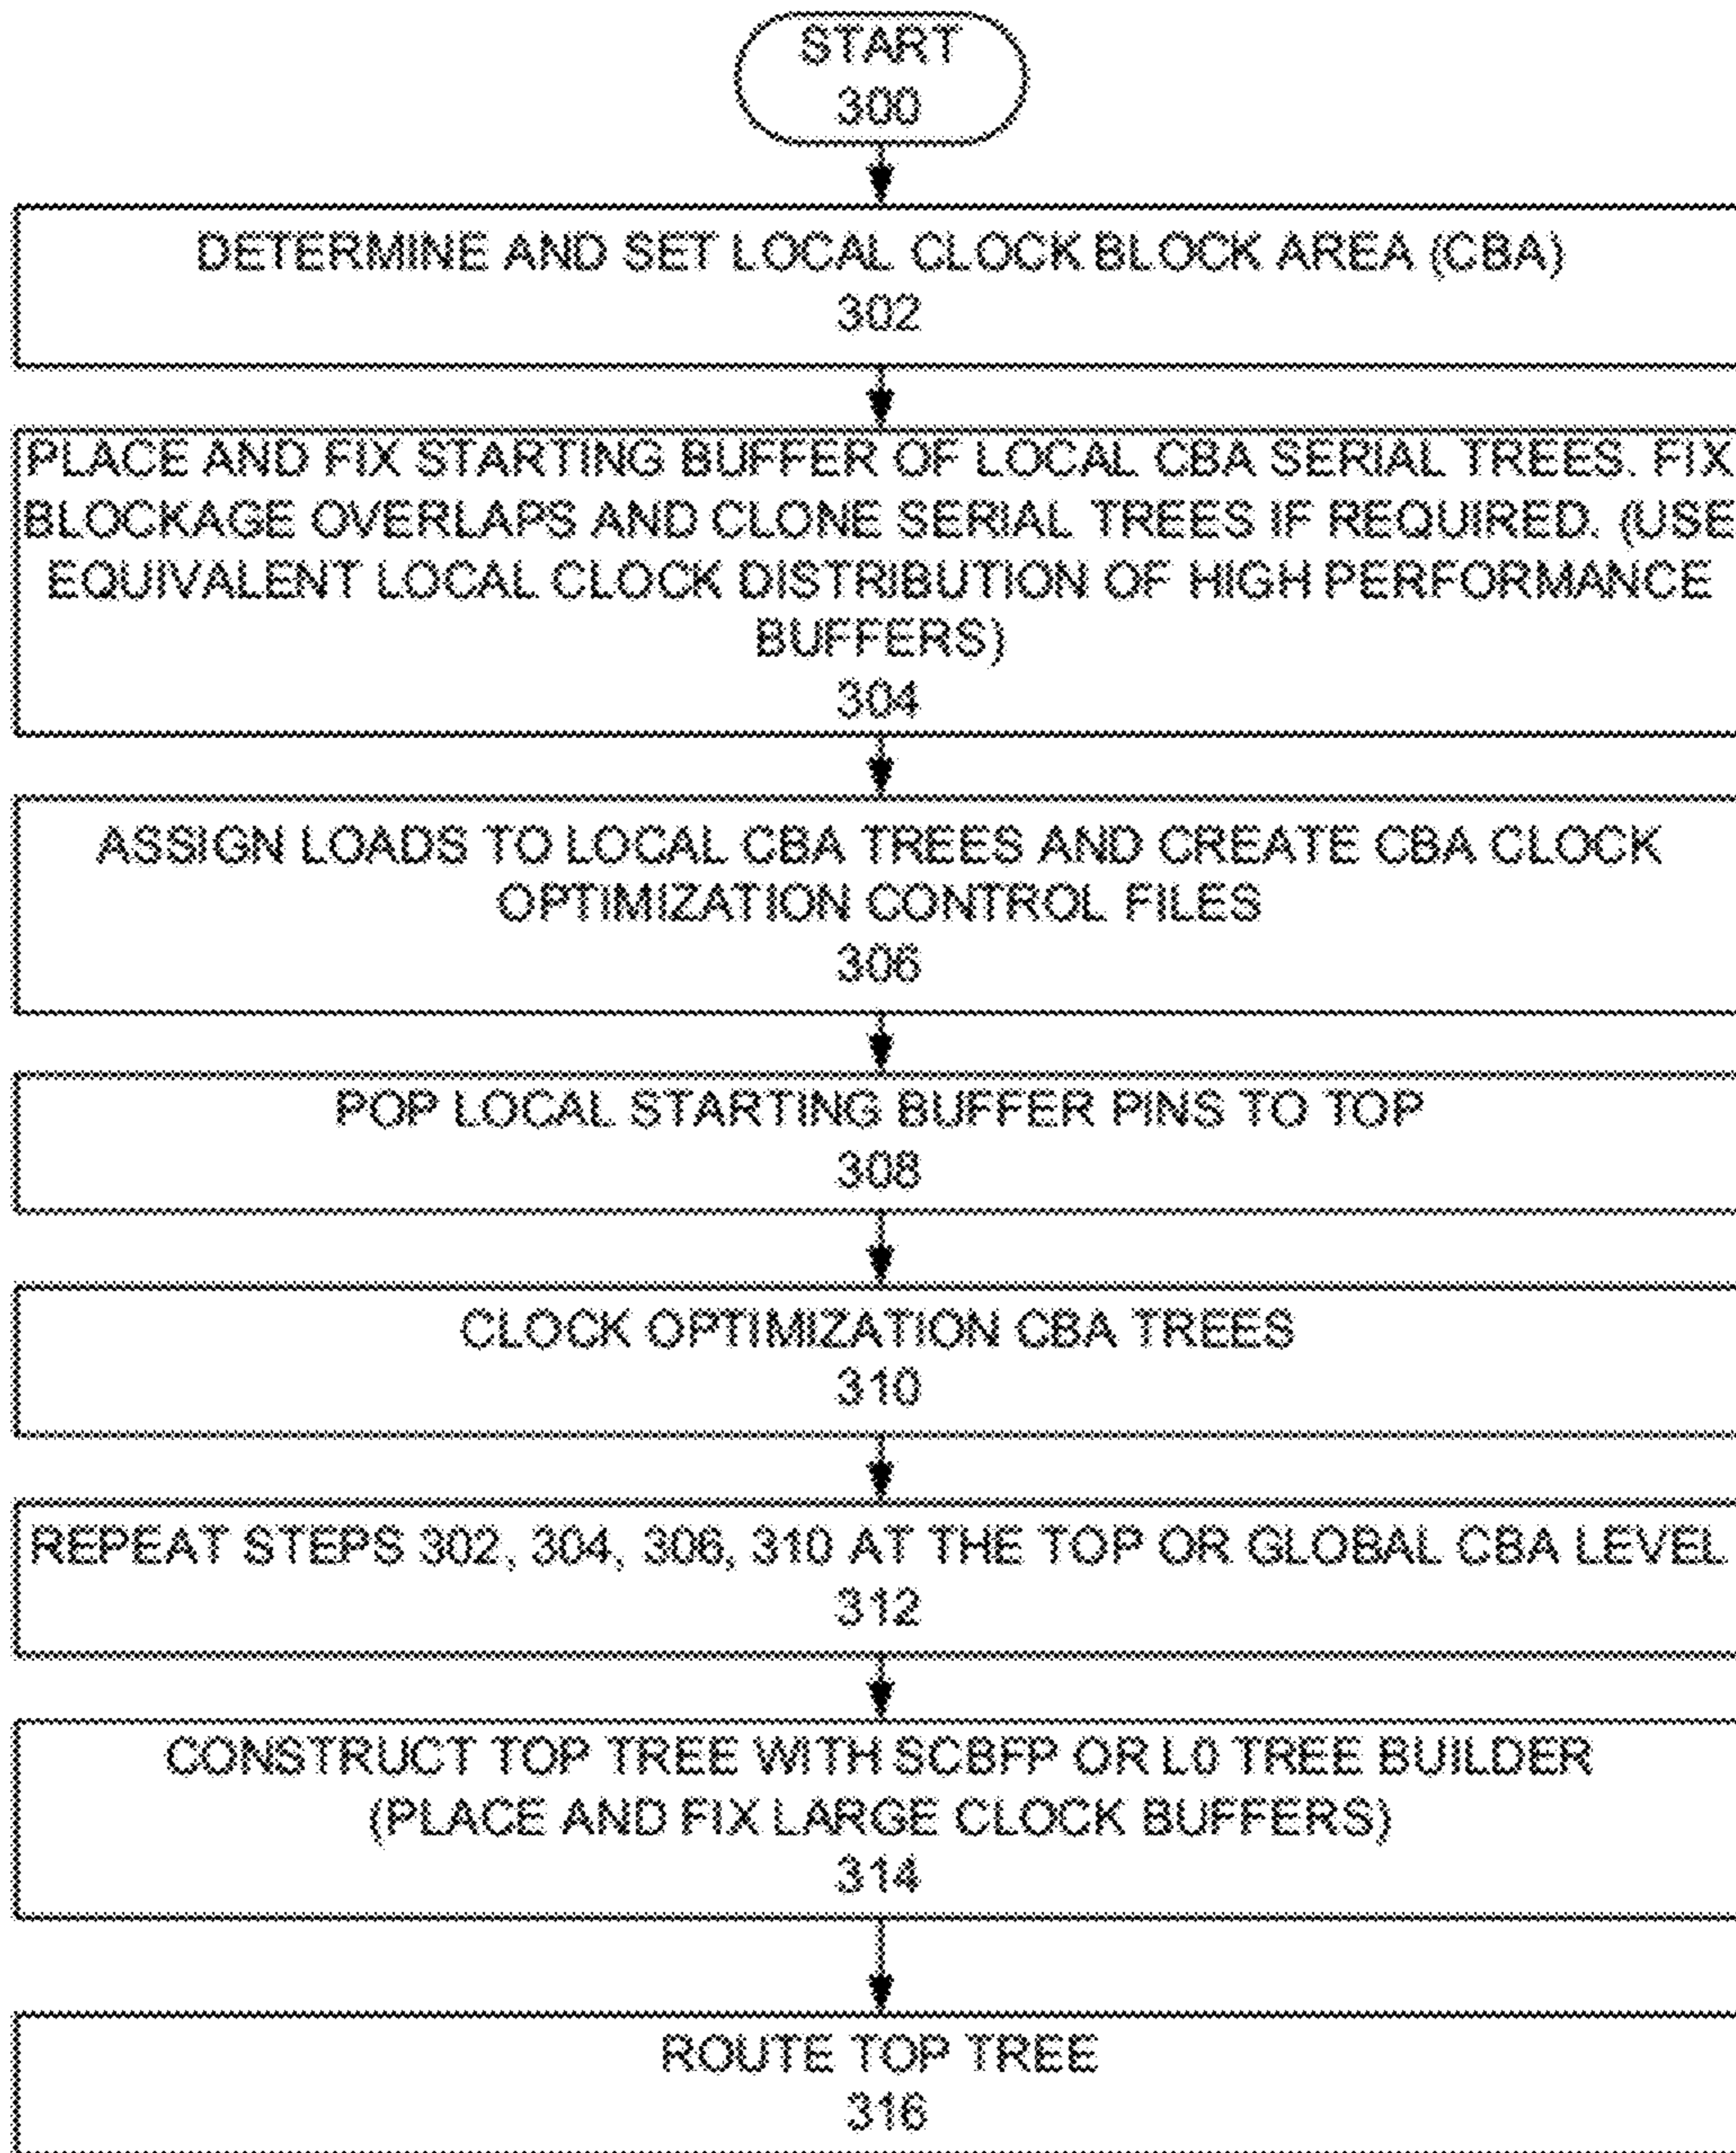 START
300
DETERMINE AND SET LOCAL CLOCK BLOCK AREA (CBA)
302
PLACE AND FIX STARTING BUFFER OF LOCAL CBA SERIAL TREES. FIX
BLOCKAGE OVERLAPS AND CLONE SERIAL TREES IF REQUIRED. (USE
EQUIVALENT LOCAL CLOCK DISTRIBUTION OF HIGH PERFORMANCE
BUFFERS)
304
ASSIGN LOADS TO LOCAL CBA TREES AND CREATE CBA CLOCK
OPTIMIZATION CONTROL FILES
306
POP LOCAL STARTING BUFFER PINS TO TOP
308
CLOCK OPTIMIZATION CBA TREES
310
REPEAT STEPS 302, 304, 306, 310 AT THE TOP OR GLOBAL CBA LEVEL
312
CONSTRUCT TOP TREE WITH SCBFP OR L0 TREE BUILDER
(PLACE AND FIX LARGE CLOCK BUFFERS)
314
ROUTE TOP TREE
316